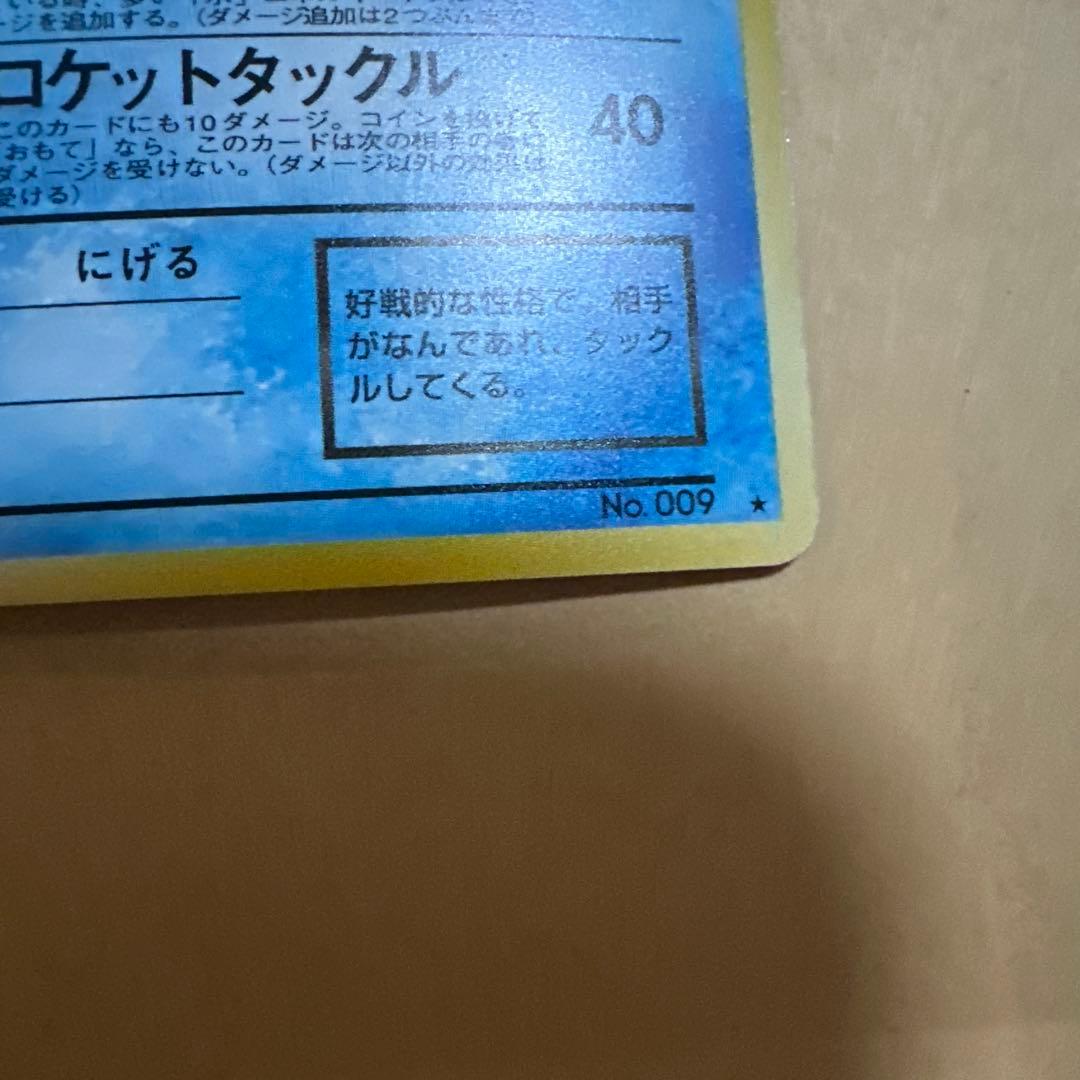 ージを追加する。(ダメージ追加は2つぶんまで)
ロケットタックル
40
このカードにも10ダメージ。コインを投げて
「おもて」なら、このカードは次の相手の番に
ダメージを受けない。(ダメージ以外の効果は
受ける)
にげる
好戦的な性格で、相手
がなんであれ、タック
ルしてくる。
No. 009 ★